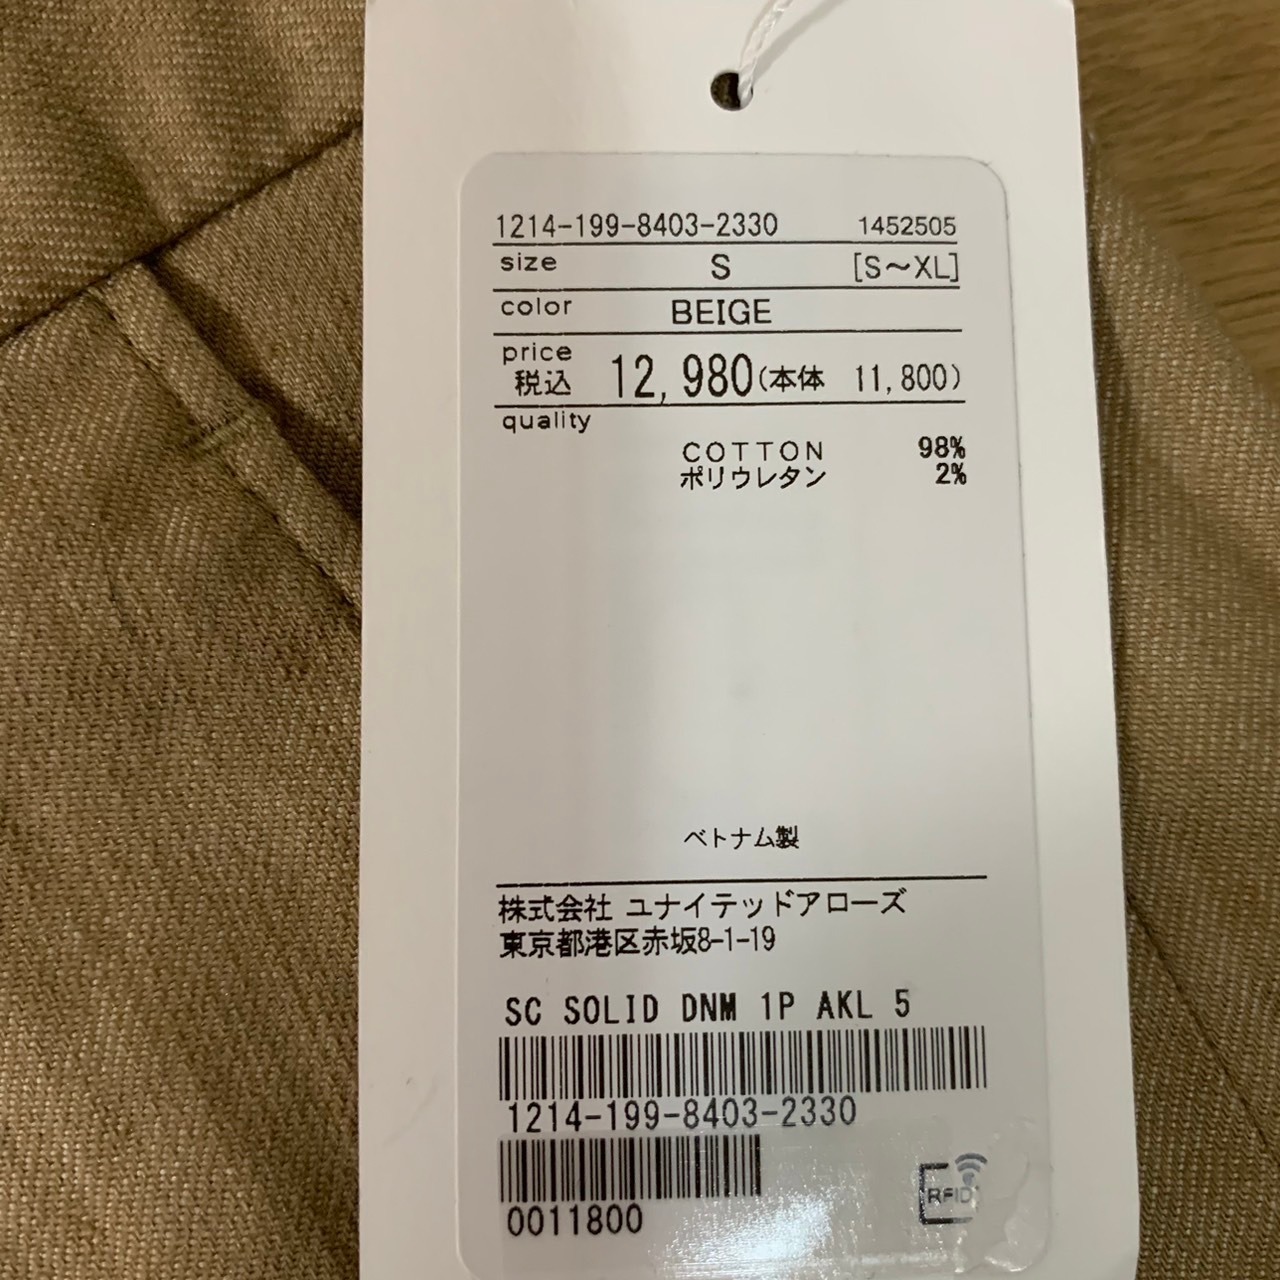 1214-199-8403-2330 1452505
size S [S～XL]
color BEIGE
price
税込 12,980(本体 11,800)
quality
COTTON 98%
ポリウレタン 2%
ベトナム製
株式会社 ユナイテッドアローズ
東京都港区赤坂8-1-19
SC SOLID DNM 1P AKL 5
1214-199-8403-2330
0011800
RFID